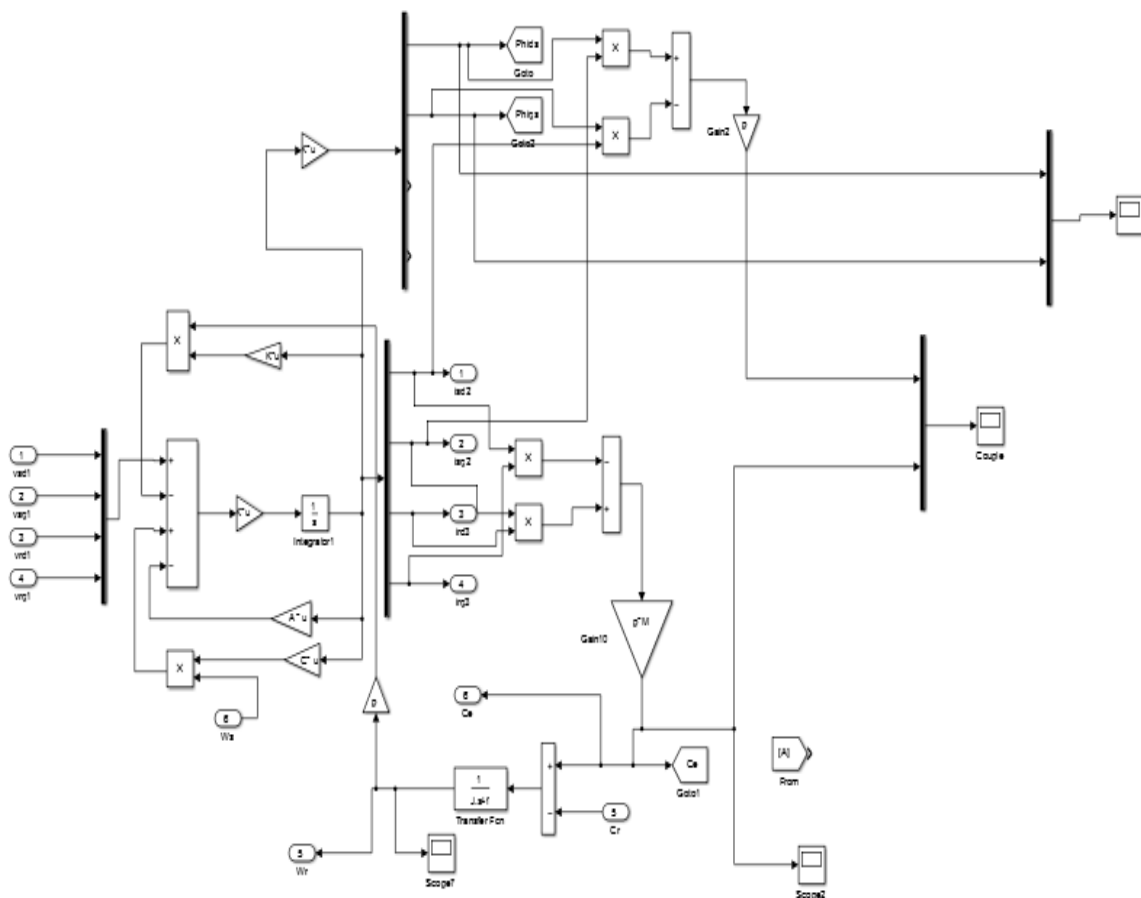 Phids
Goto
X
+
-
Phiqs
Goto2
X
p
Gain2
K*u
X
K*u
1
isd2
1
vsd1
2
vsq1
3
vrd1
4
vrq1
+
-
+
-
K*u
1
s
Integrator1
2
isq2
X
-
+
3
X
4
A*u
C*u
X
6
Ws
p
p*M
Gain10
Couple
6
Ce
+
-
Ce
Goto1
[A]
From
1
J.s+f
Transfer Fcn
5
Cr
5
Wr
Scope7
Scope2